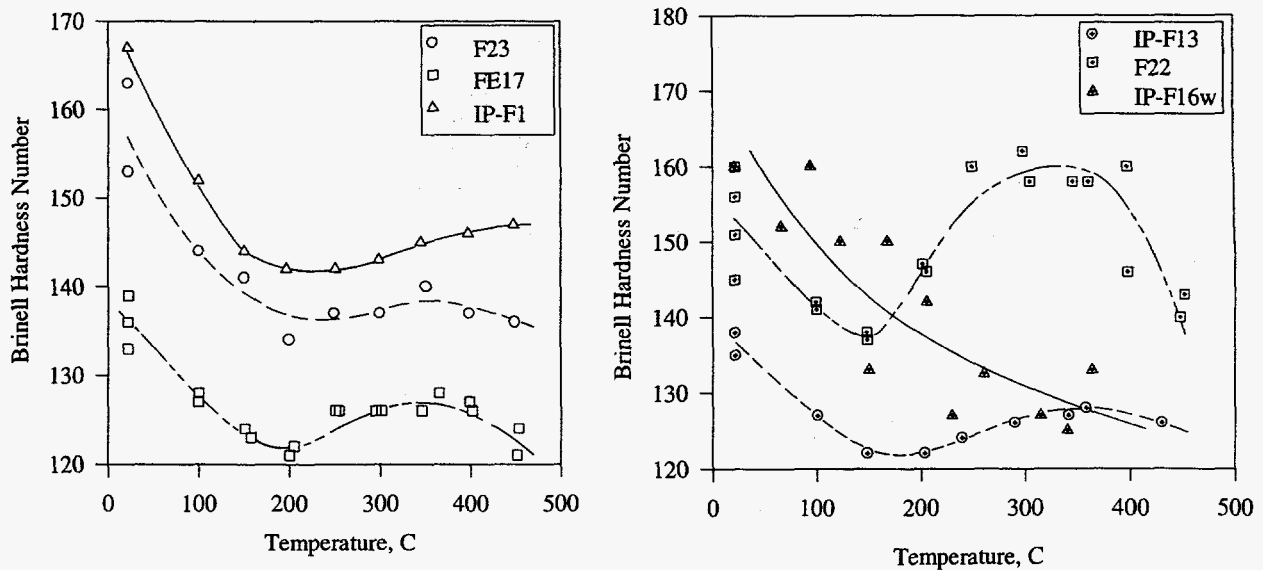 170
160
150
140
130
120
Brinell Hardness Number
F23
FE17
IP-F1
0 100 200 300 400 500
Temperature, C
180
170
160
150
140
130
120
Brinell Hardness Number
IP-F13
F22
IP-F16w
0 100 200 300 400 500
Temperature, C